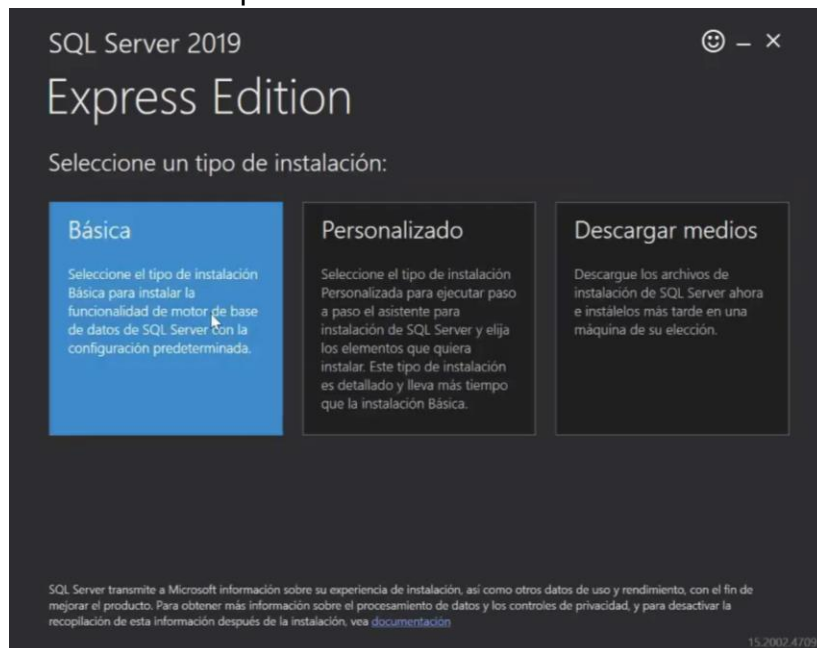 SQL Server 2019
Express Edition
Seleccione un tipo de instalación:
Básica
Seleccione el tipo de instalación
Básica para instalar la
funcionalidad de motor de base
de datos de SQL Server con la
configuración predeterminada.
Personalizado
Seleccione el tipo de instalación
Personalizada para ejecutar paso
a paso el asistente para
instalación de SQL Server y elija
los elementos que quiera
instalar. Este tipo de instalación
es detallado y lleva más tiempo
que la instalación Básica.
Descargar medios
Descargue los archivos de
instalación de SQL Server ahora
e instálelos más tarde en una
máquina de su elección.
SQL Server transmite a Microsoft información sobre su experiencia de instalación, así como otros datos de uso y rendimiento, con el fin de
mejorar el producto. Para obtener más información sobre el procesamiento de datos y los controles de privacidad, y para desactivar la
recopilación de esta información después de la instalación, vea documentación
15.2002.4709